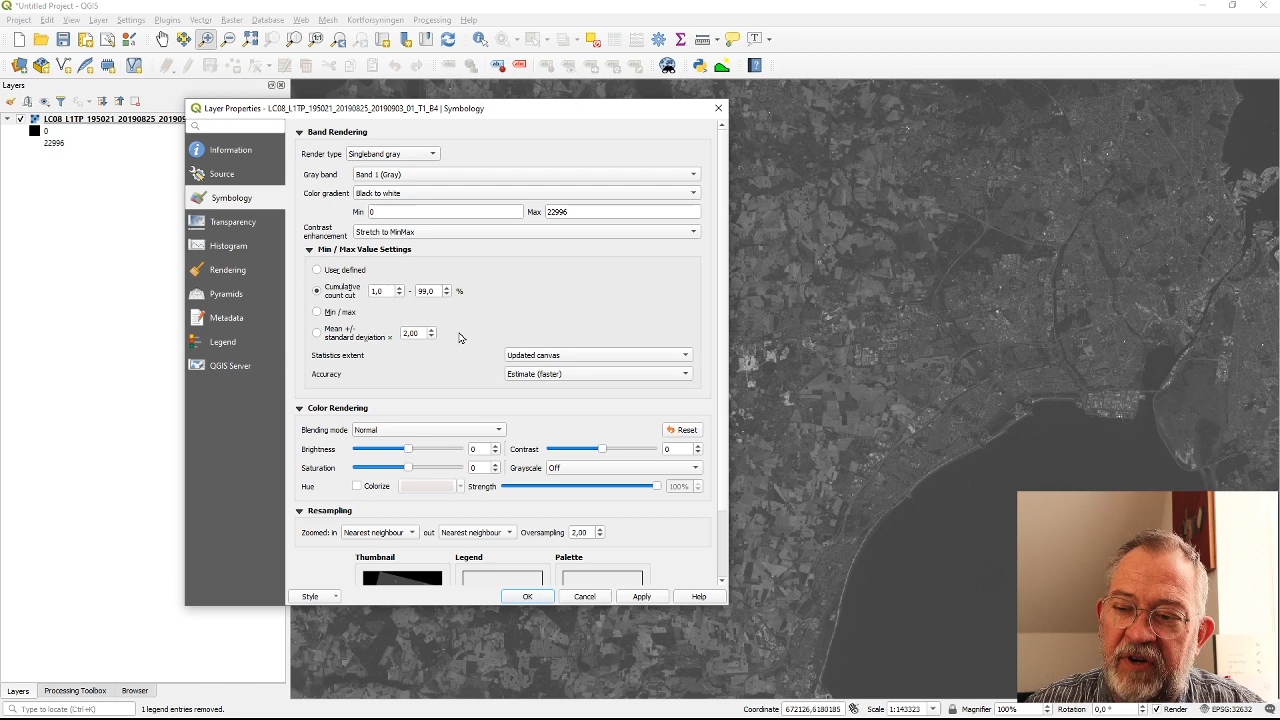 *Untitled Project - QGIS
Project Edit View Layer Settings Plugins Vector Raster Database Web Mesh Kortforsyningen Processing Help
Layers
Layer Properties - LC08_L1TP_195021_20190825_20190903_01_T1_B4 | Symbology
LC08_L1TP_195021_20190825_201905
0
22996
Information
Source
Symbology
Transparency
Histogram
Rendering
Pyramids
Metadata
Legend
QGIS Server
Band Rendering
Render type Singleband gray
Gray band Band 1 (Gray)
Color gradient Black to white
Min 0 Max 22996
Contrast enhancement Stretch to MinMax
Min / Max Value Settings
User defined
Cumulative count cut 1,0 - 99,0 %
Min / max
Mean +/- standard deviation × 2,00
Statistics extent Updated canvas
Accuracy Estimate (faster)
Color Rendering
Blending mode Normal Reset
Brightness 0 Contrast 0
Saturation 0 Grayscale Off
Hue Colorize Strength 100%
Resampling
Zoomed: in Nearest neighbour out Nearest neighbour Oversampling 2,00
Thumbnail Legend Palette
Style OK Cancel Apply Help
Layers Processing Toolbox Browser
Type to locate (Ctrl+K) 1 legend entries removed. Coordinate 672126,6180185 Scale 1:143323 Magnifier 100% Rotation 0,0 ° Render EPSG:32632